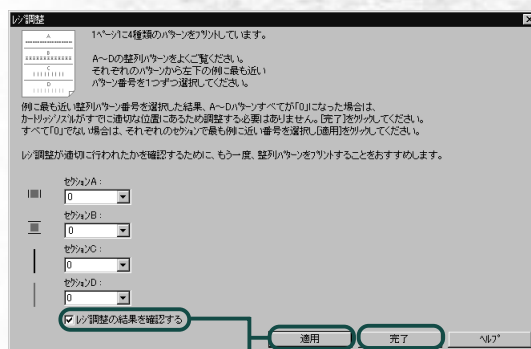 レジ調整
A
B
C
D
1ページに4種類のパターンをプリントしています。
A～Dの整列パターンをよくご覧ください。
それぞれのパターンから左下の例に最も近い
パターン番号を1つずつ選択してください。
例に最も近い整列パターン番号を選択した結果、A～Dパターンすべてが「0」になった場合は、
カートリッジノズルがすでに適切な位置にあるため調整する必要はありません。[完了]をクリックしてください。
すべて「0」でない場合は、それぞれのセクションで最も例に近い番号を選択し[適用]をクリックしてください。
レジ調整が適切に行われたかを確認するために、もう一度、整列パターンをプリントすることをおすすめします。
セクションA :
0
セクションB :
0
セクションC :
0
セクションD :
0
レジ調整の結果を確認する
適用 完了 ヘルプ